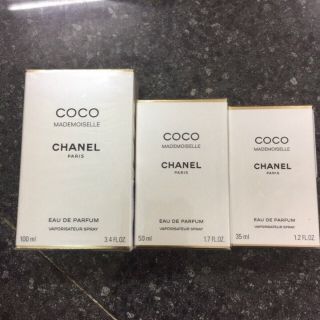 COCO
MADEMOISELLE
CHANEL
PARIS
EAU DE PARFUM
VAPORISATEUR SPRAY
100 ml 3.4 FL.OZ.
COCO
MADEMOISELLE
CHANEL
PARIS
EAU DE PARFUM
VAPORISATEUR SPRAY
50 ml 1.7 FL.OZ.
COCO
MADEMOISELLE
CHANEL
PARIS
EAU DE PARFUM
VAPORISATEUR SPRAY
35 ml 1.2 FL.OZ.